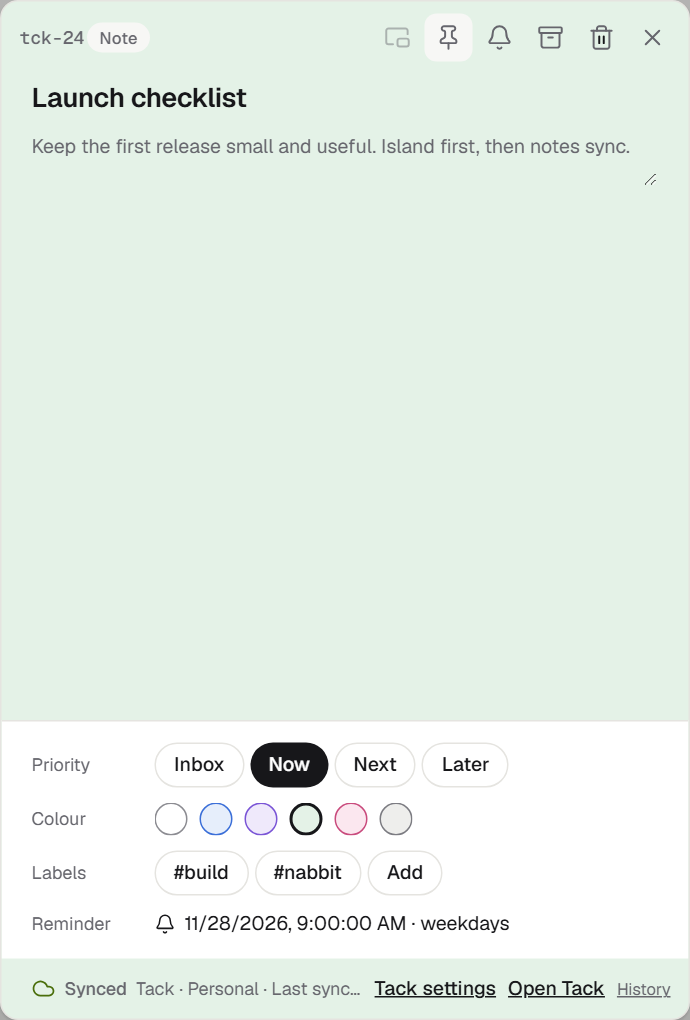 tck-24 Note
Launch checklist
Keep the first release small and useful. Island first, then notes sync.
Priority Inbox Now Next Later
Colour
Labels #build #nabbit Add
Reminder 11/28/2026, 9:00:00 AM · weekdays
Synced Tack · Personal · Last sync... Tack settings Open Tack History